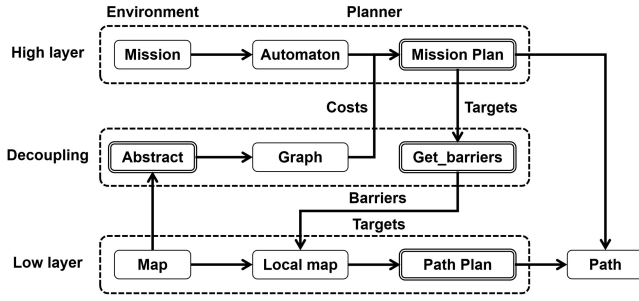 Environment
Planner
High layer
Mission
Automaton
Mission Plan
Costs
Targets
Decoupling
Abstract
Graph
Get_barriers
Barriers
Targets
Low layer
Map
Local map
Path Plan
Path